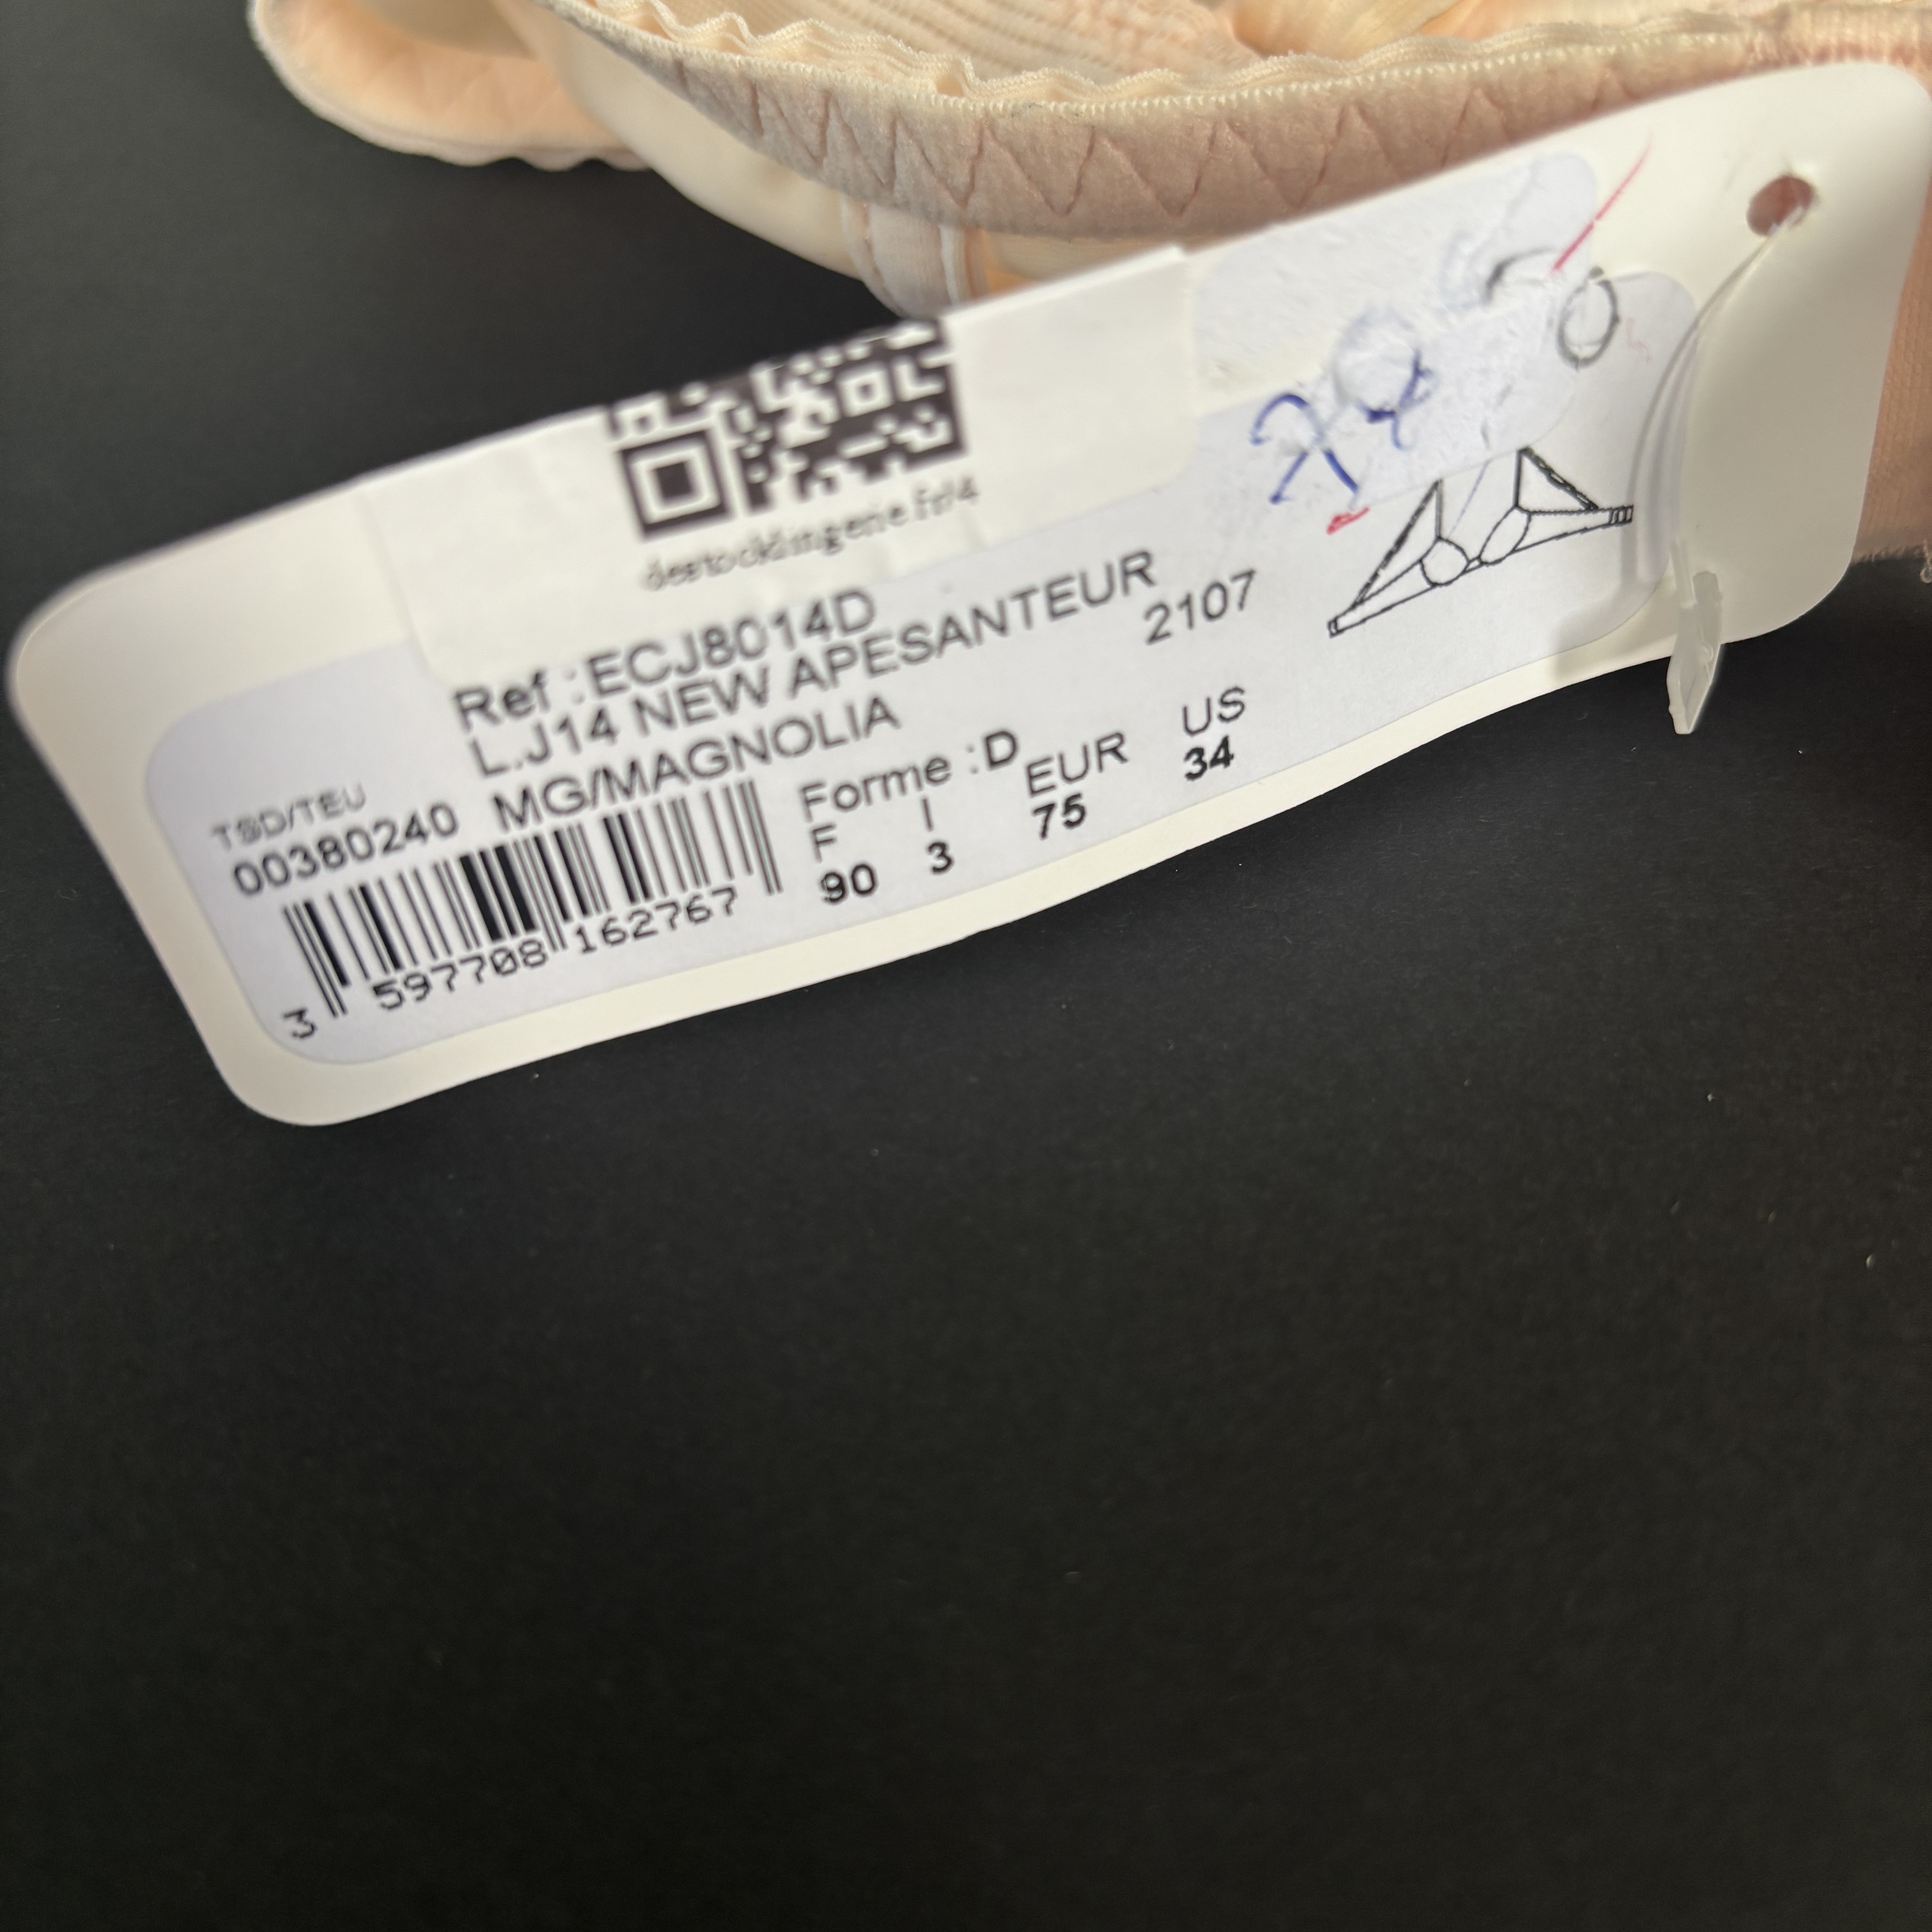 destocklingerie.fr/4
Ref :ECJ8014D
L.J14 NEW APESANTEUR
2107
TSD/TEU
00380240 MG/MAGNOLIA
Forme :D
F I EUR US
90 3 75 34
3 597708 162767